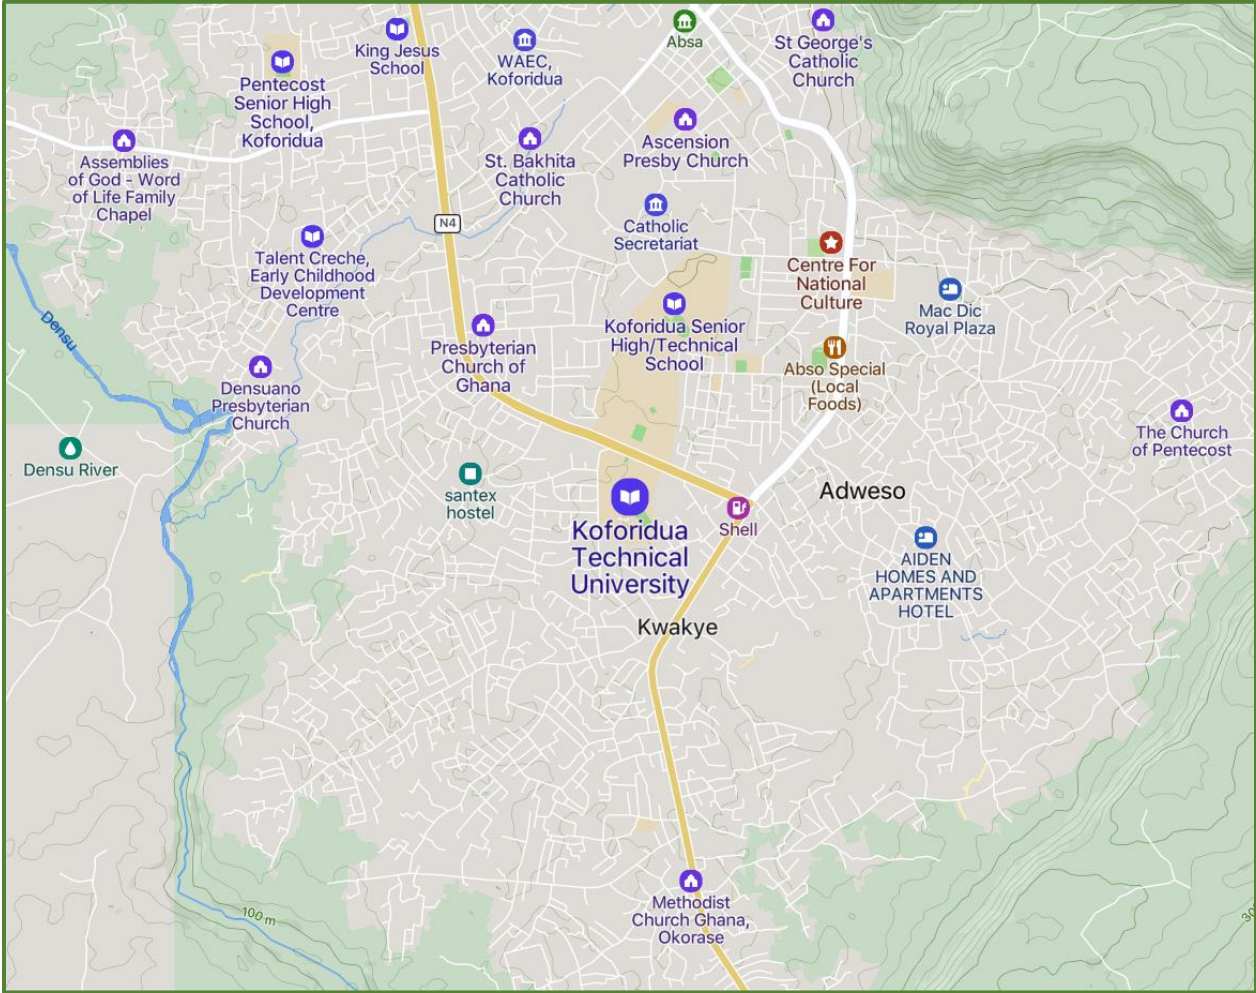 Absa
St George's
Catholic
Church
King Jesus
School
WAEC,
Koforidua
Pentecost
Senior High
School,
Koforidua
Assemblies
of God - Word
of Life Family
Chapel
St. Bakhita
Catholic
Church
Ascension
Presby Church
N4
Catholic
Secretariat
Talent Creche,
Early Childhood
Development
Centre
Centre For
National
Culture
Mac Dic
Royal Plaza
Densu
Presbyterian
Church of
Ghana
Koforidua Senior
High/Technical
School
Abso Special
(Local
Foods)
Densuano
Presbyterian
Church
The Church
of Pentecost
Densu River
santex
hostel
Adweso
Koforidua
Technical
University
Shell
AIDEN
HOMES AND
APARTMENTS
HOTEL
Kwakye
Methodist
Church Ghana,
Okorase
100 m